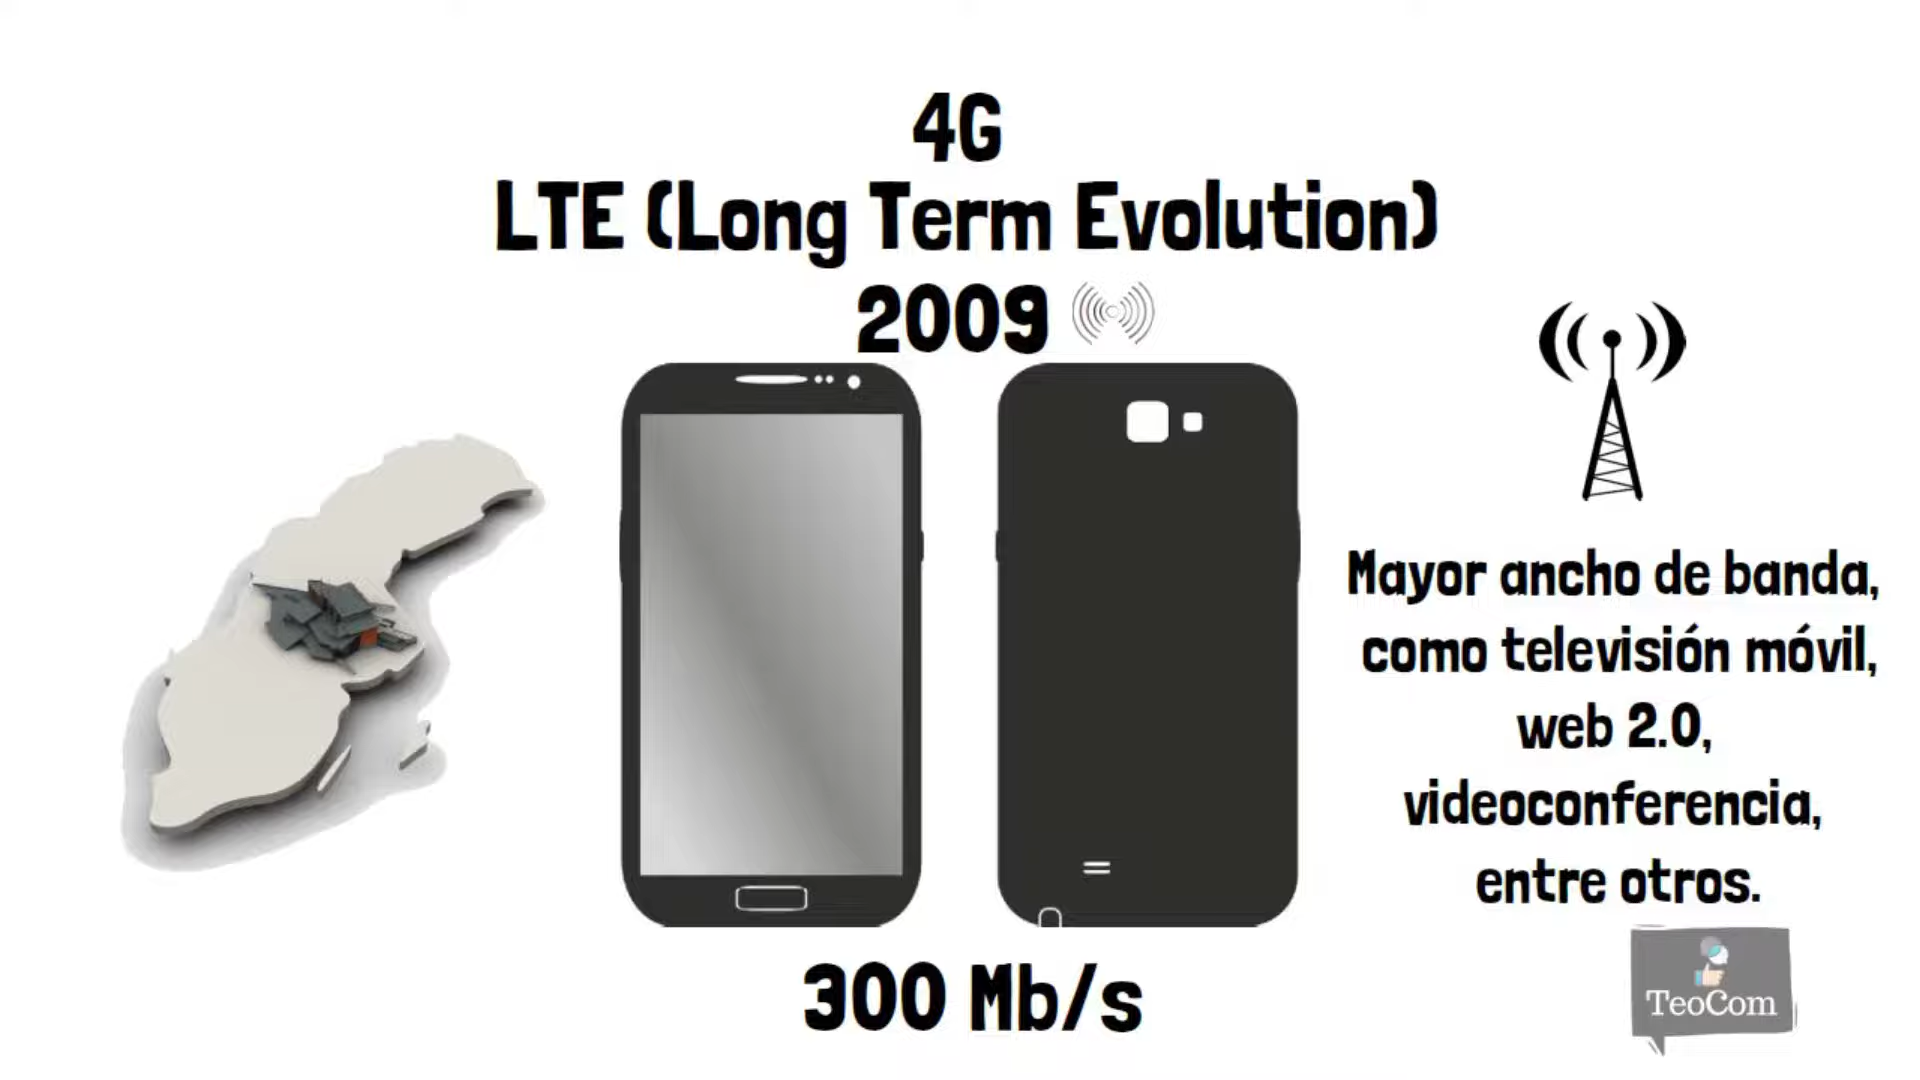 4G
LTE (Long Term Evolution)
2009
Mayor ancho de banda,
como televisión móvil,
web 2.0,
videoconferencia,
entre otros.
300 Mb/s
TeoCom